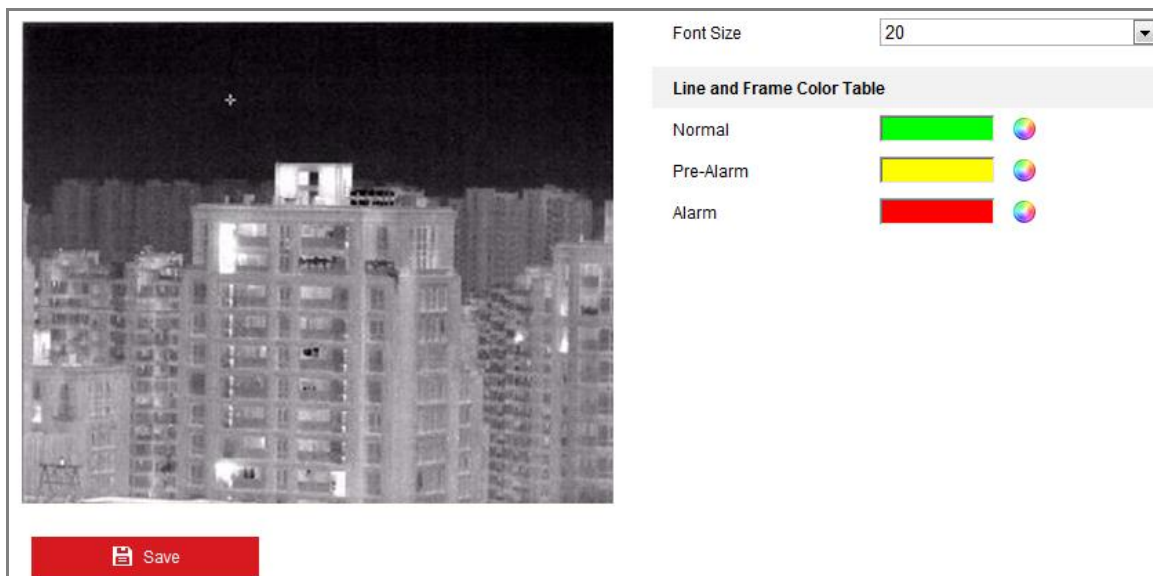 Font Size 20
Line and Frame Color Table
Normal
Pre-Alarm
Alarm
Save